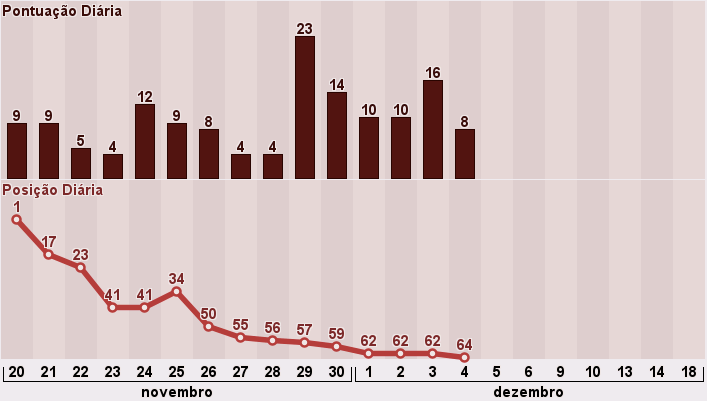 Pontuação Diária
9 9 5 4 12 9 8 4 4 23 14 10 10 16 8
Posição Diária
1 17 23 41 41 34 50 55 56 57 59 62 62 62 64
20 21 22 23 24 25 26 27 28 29 30 1 2 3 4 5 6 9 10 13 14 18
novembro dezembro